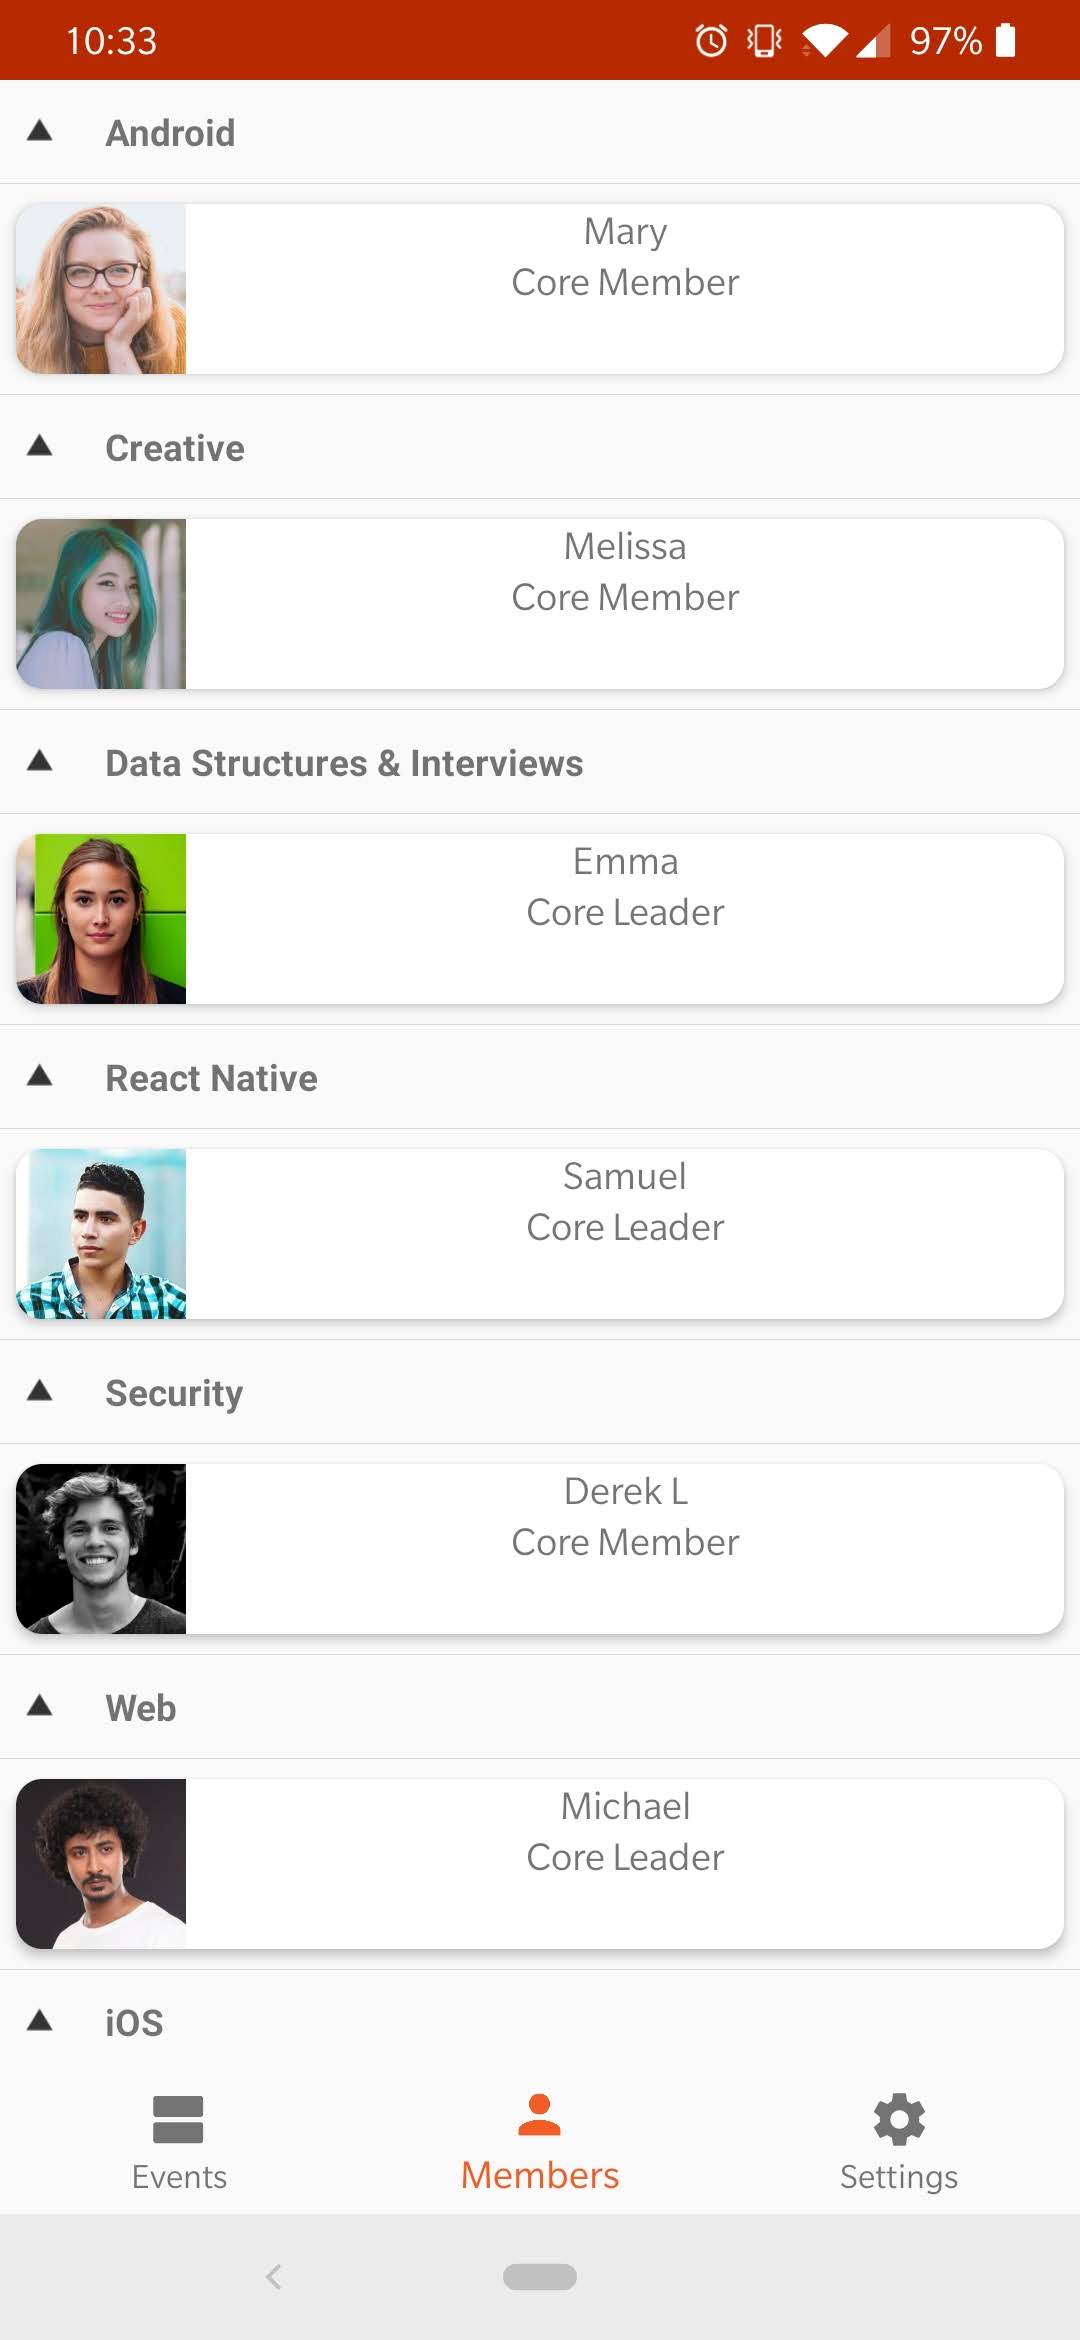 10:33 97%
Android
Mary
Core Member
Creative
Melissa
Core Member
Data Structures & Interviews
Emma
Core Leader
React Native
Samuel
Core Leader
Security
Derek L
Core Member
Web
Michael
Core Leader
iOS
Events Members Settings